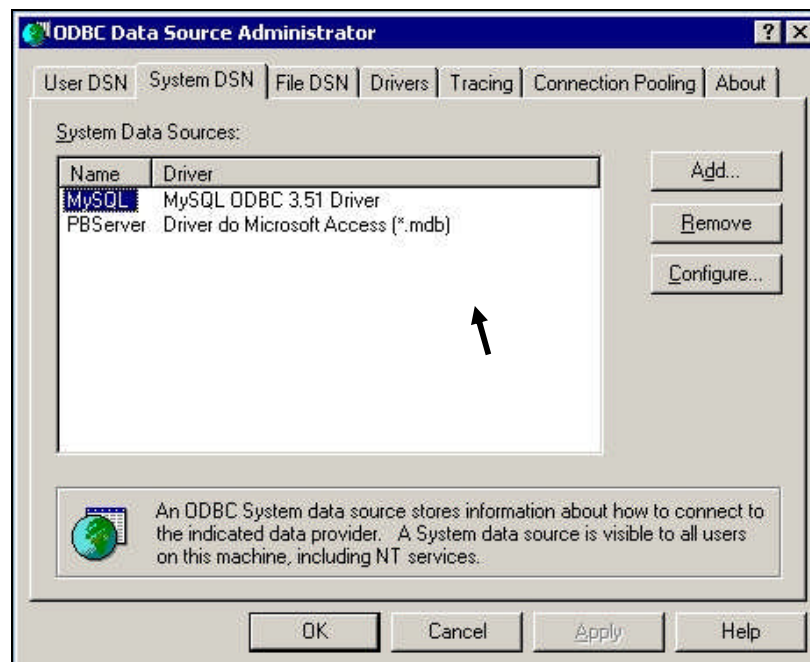 ODBC Data Source Administrator
User DSN System DSN File DSN Drivers Tracing Connection Pooling About
System Data Sources:
Name Driver
MySQL MySQL ODBC 3.51 Driver
PBServer Driver do Microsoft Access (*.mdb)
Add...
Remove
Configure...
An ODBC System data source stores information about how to connect to
the indicated data provider. A System data source is visible to all users
on this machine, including NT services.
OK Cancel Apply Help